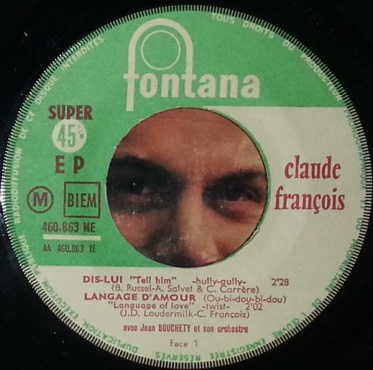 TOUS DROITS DU PRODUCTEUR
fontana
SUPER
45
EP
M BIEM
460.863 ME
AA 460.863 1E
claude
françois
DIS-LUI "Tell him" -hully-gully- 2'28
(B. Russel-A. Salvet & C. Carrère)
LANGAGE D'AMOUR (Ou-bi-dou-bi-dou)
"Language of love" -twist- 2'02
(J.D. Loudermilk-C. François)
avec Jean BOUCHETY et son orchestre
Face 1